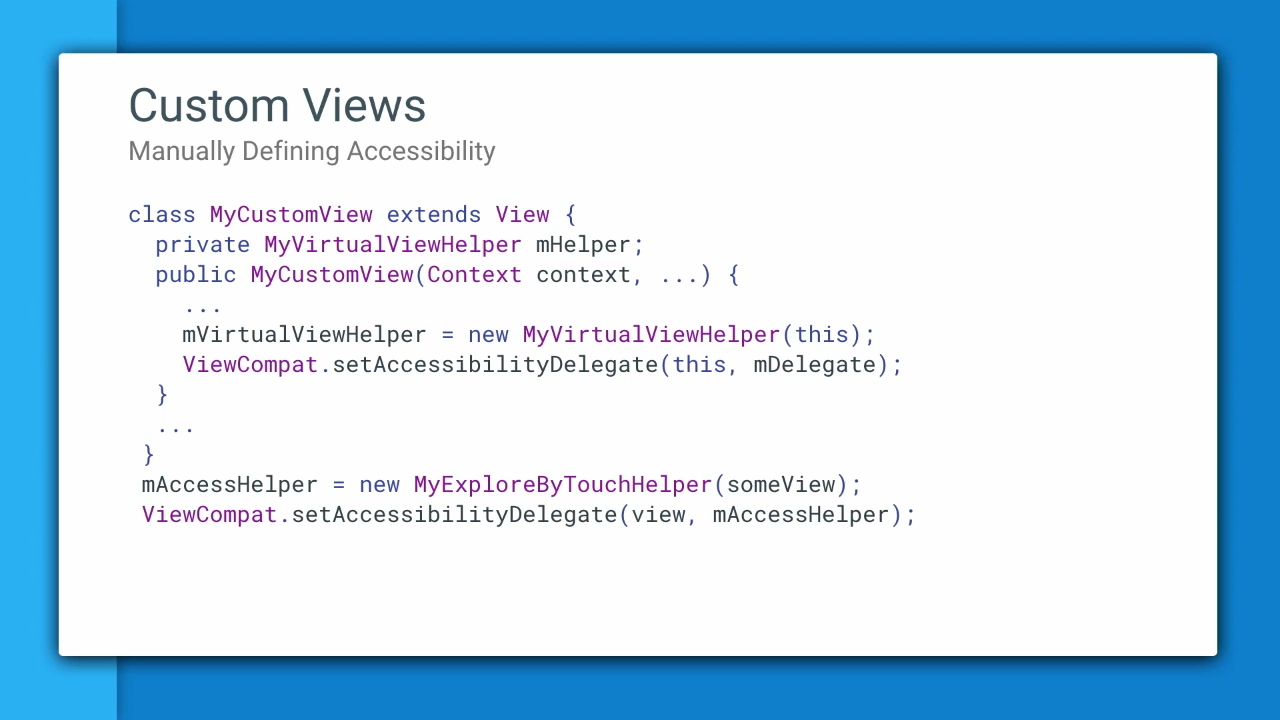 Custom Views
Manually Defining Accessibility
class MyCustomView extends View {
private MyVirtualViewHelper mHelper;
public MyCustomView(Context context, ...) {
...
mVirtualViewHelper = new MyVirtualViewHelper(this);
ViewCompat.setAccessibilityDelegate(this, mDelegate);
}
...
}
mAccessHelper = new MyExploreByTouchHelper(someView);
ViewCompat.setAccessibilityDelegate(view, mAccessHelper);